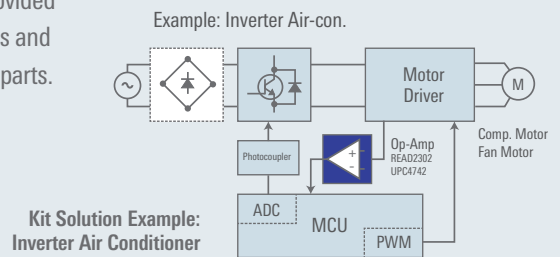 ovided
s and
parts.
Example: Inverter Air-con.
Motor
Driver
M
Comp. Motor
Fan Motor
Op-Amp
READ2302
UPC4742
+
-
Photocoupler
ADC
MCU
PWM
Kit Solution Example:
Inverter Air Conditioner